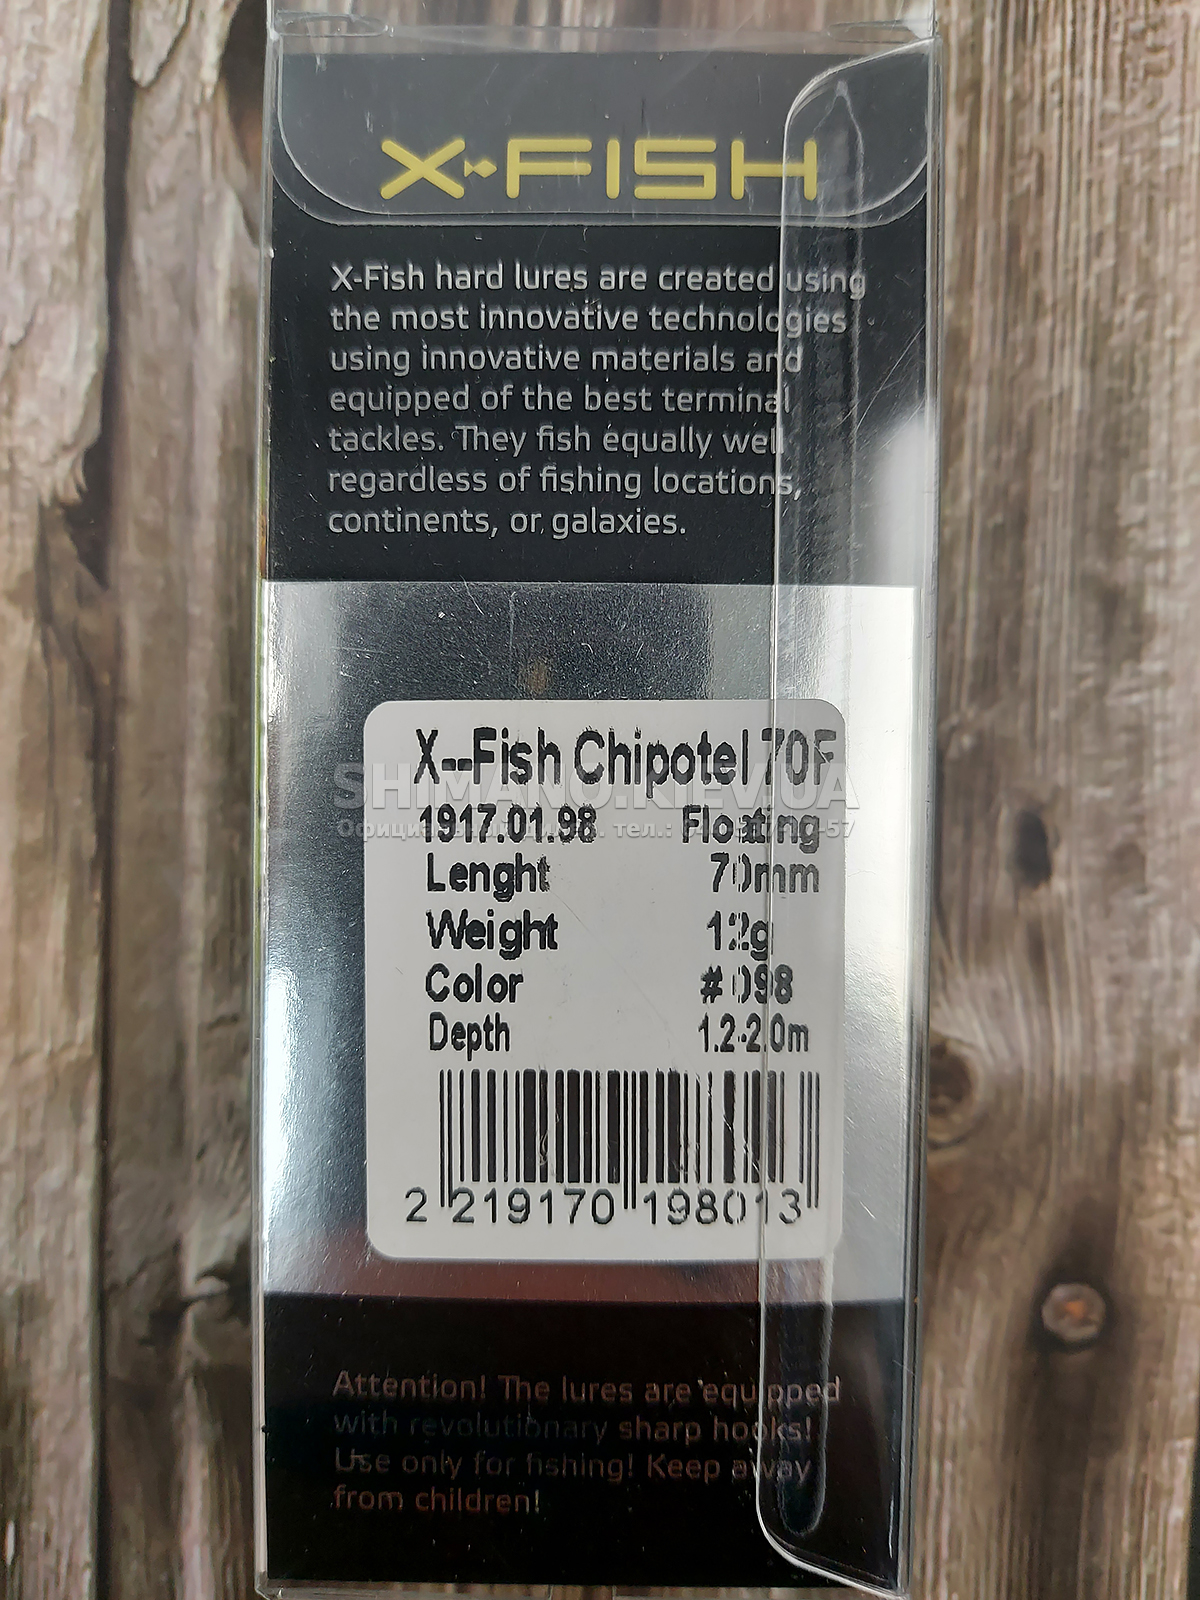 X-FISH
X-Fish hard lures are created using
the most innovative technologies
using innovative materials and
equipped of the best terminal
tackles. They fish equally well
regardless of fishing locations,
continents, or galaxies.
X--Fish Chipotel 70F
SHIMANO.KIEV.UA
1917.01.98 Floating
Lenght 70mm
Weight 12g
Color #098
Depth 1.2-2.0m
2 219170 198013
Attention! The lures are equipped
with revolutionary sharp hooks!
Use only for fishing! Keep away
from children!